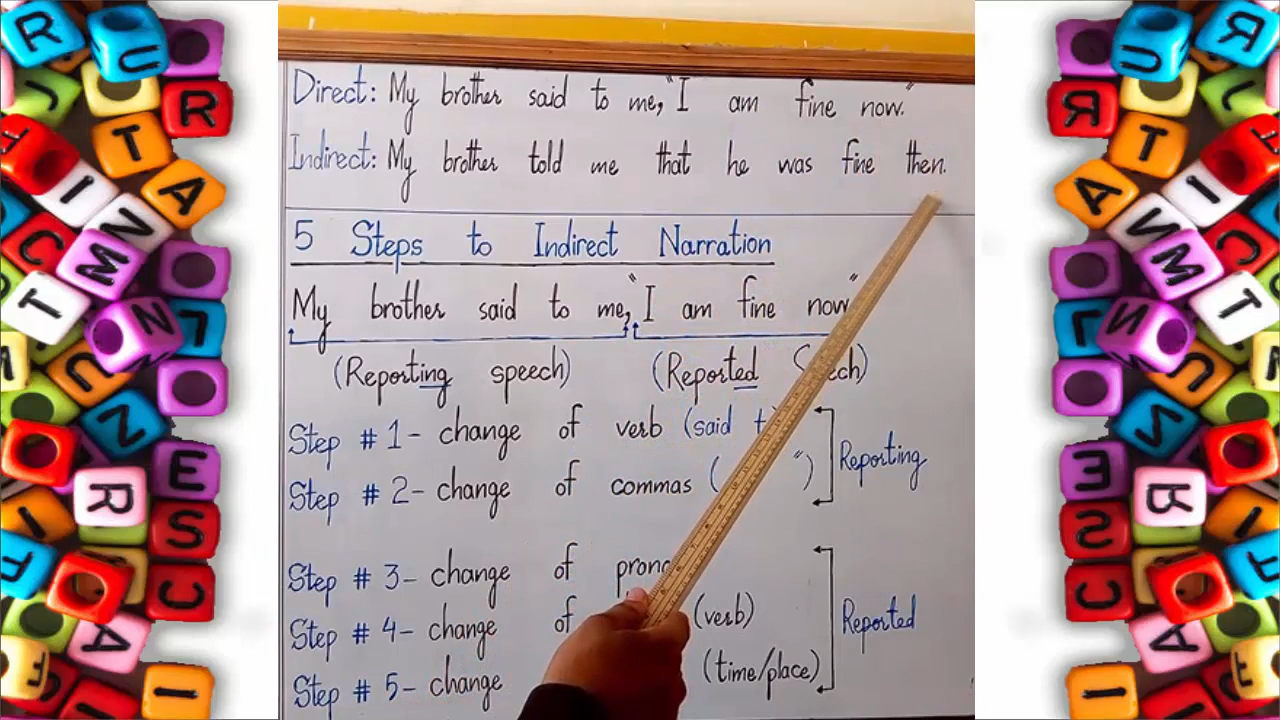 Direct: My brother said to me, "I am fine now."
Indirect: My brother told me that he was fine then.
5 Steps to Indirect Narration
My brother said to me, "I am fine now"
(Reporting speech) (Reported
Step # 1- change of verb (said
Step # 2- change of commas ( ")
Reporting
Step # 3- change of
Step # 4- change of (verb)
Step # 5- change (time/place)
Reported